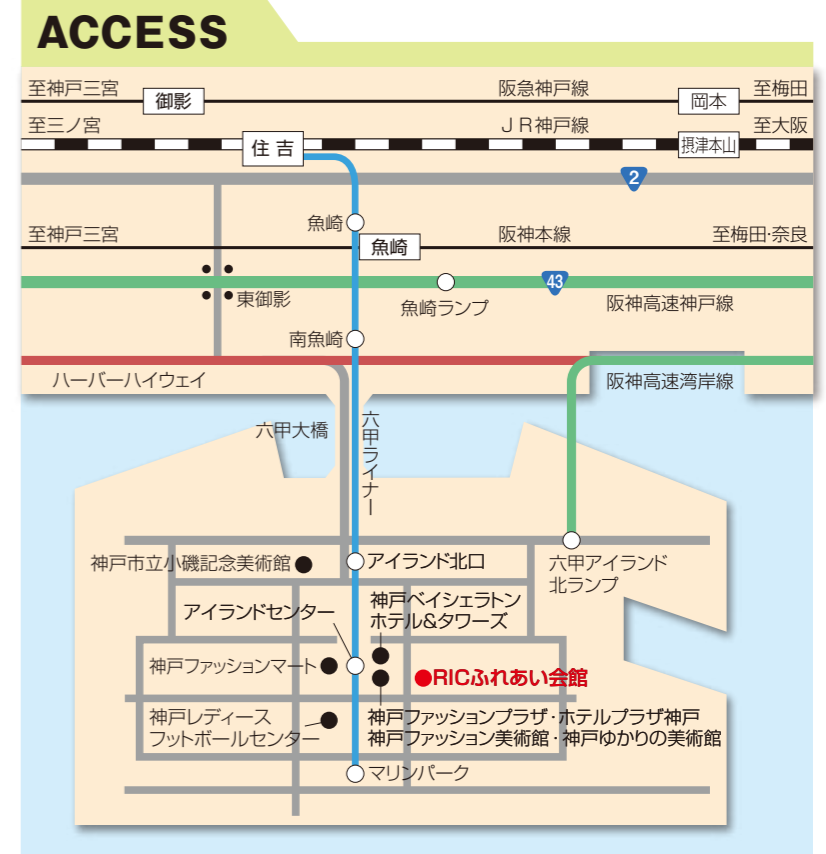 ACCESS
至神戸三宮
御影
阪急神戸線
岡本
至梅田
至三ノ宮
住吉
ＪＲ神戸線
摂津本山
至大阪
2
魚崎
至神戸三宮
魚崎
阪神本線
至梅田·奈良
43
東御影
魚崎ランプ
阪神高速神戸線
南魚崎
ハーバーハイウェイ
阪神高速湾岸線
六甲大橋
六甲ライナー
神戸市立小磯記念美術館
アイランド北口
六甲アイランド
北ランプ
アイランドセンター
神戸ベイシェラトン
ホテル&タワーズ
神戸ファッションマート
RICふれあい会館
神戸レディース
フットボールセンター
神戸ファッションプラザ·ホテルプラザ神戸
神戸ファッション美術館·神戸ゆかりの美術館
マリンパーク